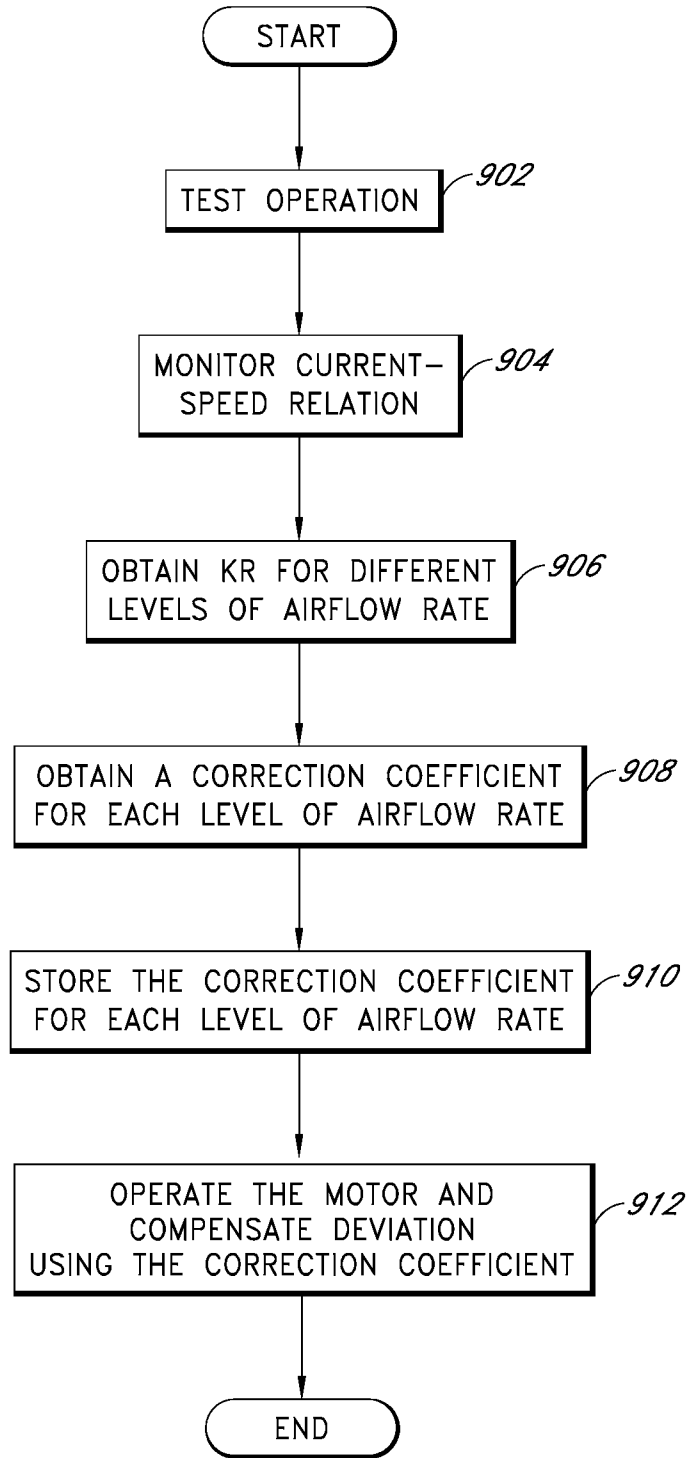 START
902
TEST OPERATION
904
MONITOR CURRENT-
SPEED RELATION
906
OBTAIN KR FOR DIFFERENT
LEVELS OF AIRFLOW RATE
908
OBTAIN A CORRECTION COEFFICIENT
FOR EACH LEVEL OF AIRFLOW RATE
910
STORE THE CORRECTION COEFFICIENT
FOR EACH LEVEL OF AIRFLOW RATE
912
OPERATE THE MOTOR AND
COMPENSATE DEVIATION
USING THE CORRECTION COEFFICIENT
END